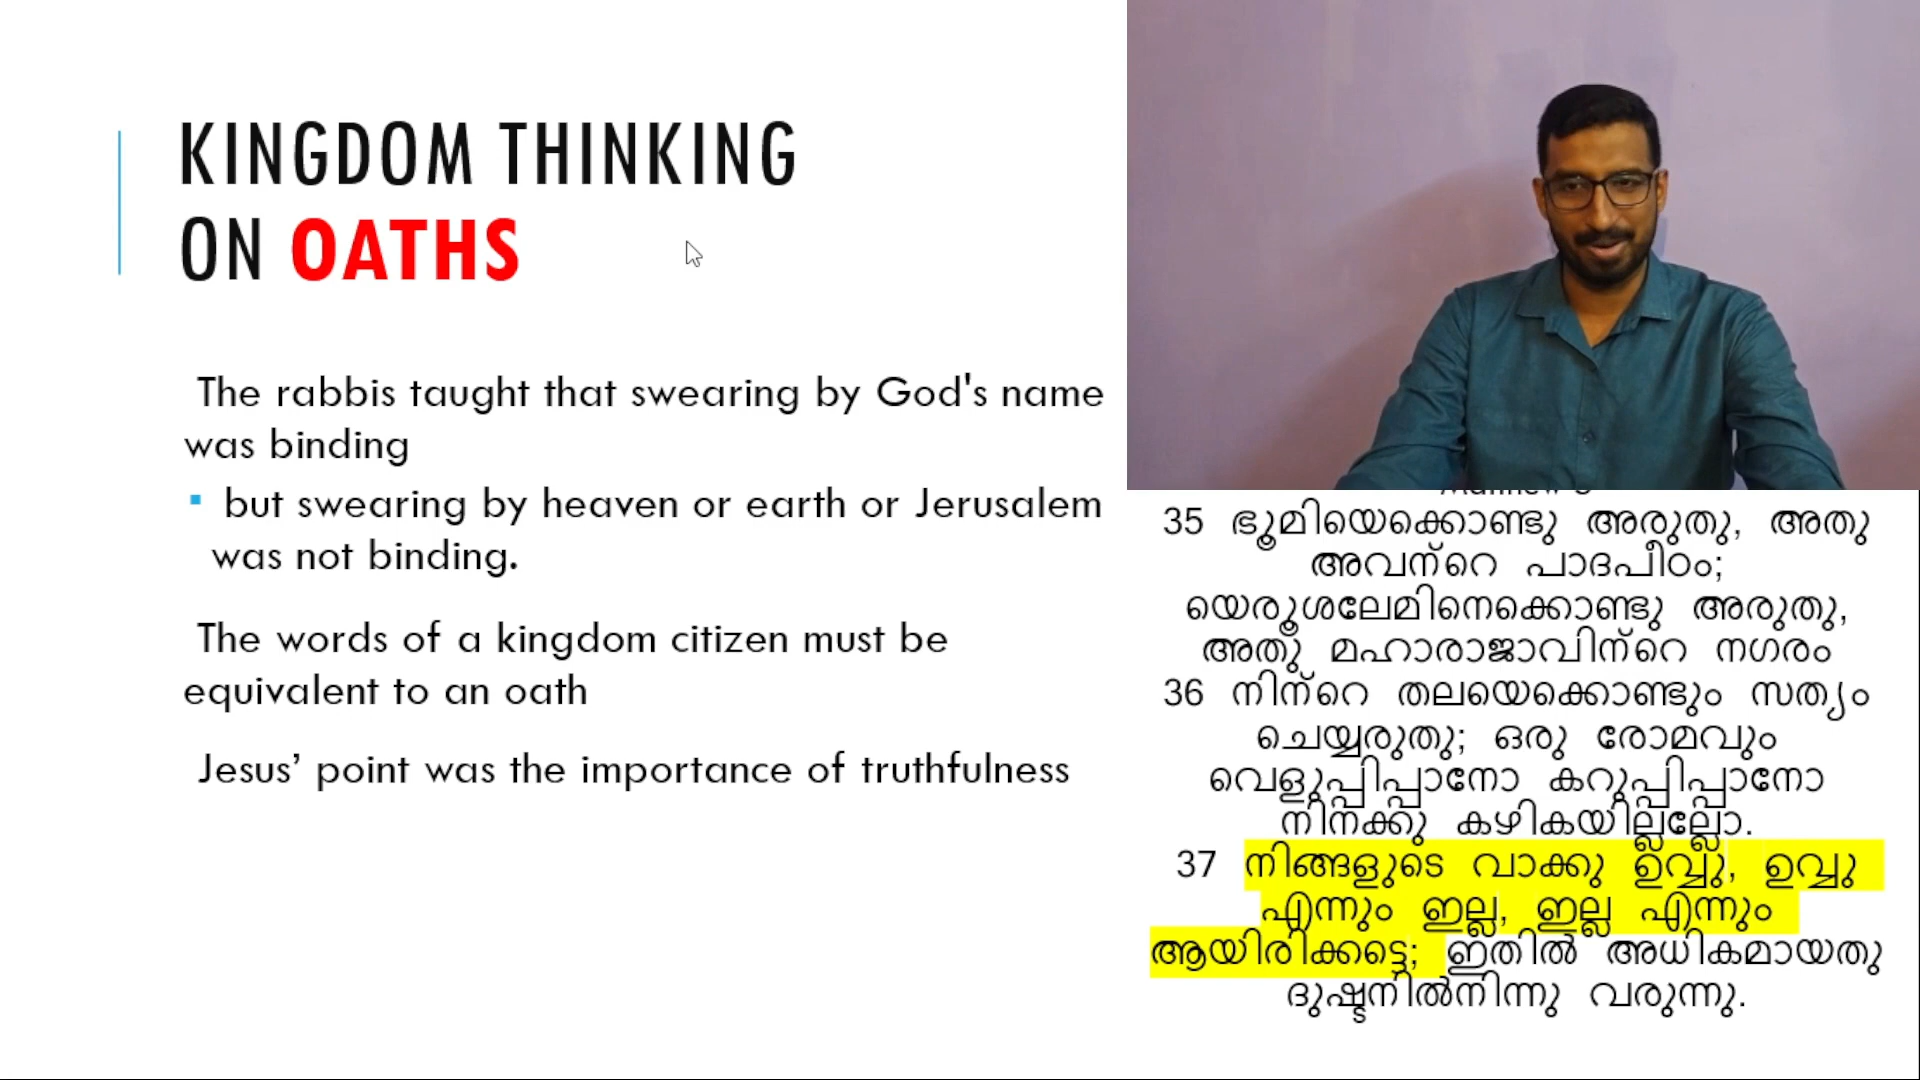 KINGDOM THINKING
ON OATHS
The rabbis taught that swearing by God's name
was binding
▪ but swearing by heaven or earth or Jerusalem
was not binding.
The words of a kingdom citizen must be
equivalent to an oath
Jesus’ point was the importance of truthfulness
35 ഭൂമിയെക്കൊണ്ടു അരുതു, അതു
അവന്റെ പാദപീഠം;
യെരൂശലേമിനെക്കൊണ്ടു അരുതു,
അതു മഹാരാജാവിന്റെ നഗരം
36 നിന്റെ തലയെക്കൊണ്ടും സത്യം
ചെയ്യരുതു; ഒരു രോമവും
വെളുപ്പിപ്പാനോ കറുപ്പിപ്പാനോ
നിനക്കു കഴികയില്ലല്ലോ.
37 നിങ്ങളുടെ വാക്കു ഉവ്വു, ഉവ്വു
എന്നും ഇല്ല, ഇല്ല എന്നും
ആയിരിക്കട്ടെ; ഇതിൽ അധികമായതു
ദുഷ്ടനിൽനിന്നു വരുന്നു.